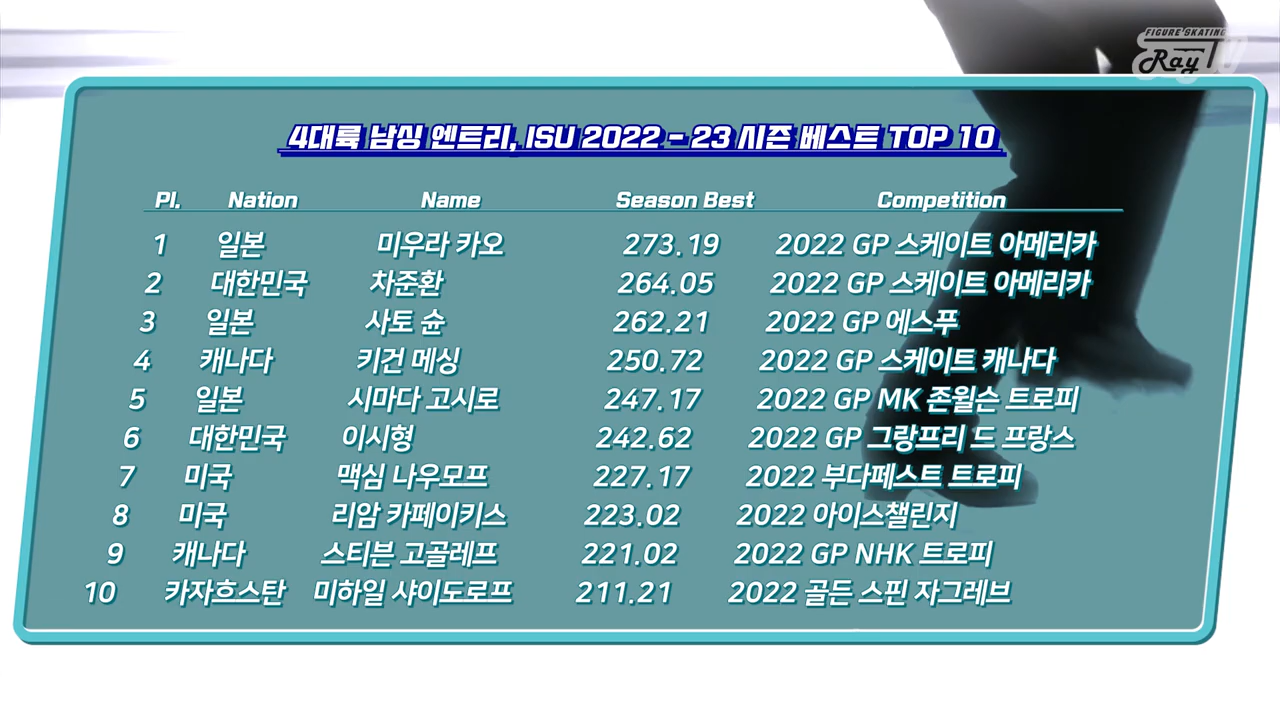 FIGURE SKATING
Ray TV
4대륙 남싱 엔트리, ISU 2022 - 23 시즌 베스트 TOP 10
Pl. Nation Name Season Best Competition
1 일본 미우라 카오 273.19 2022 GP 스케이트 아메리카
2 대한민국 차준환 264.05 2022 GP 스케이트 아메리카
3 일본 사토 슌 262.21 2022 GP 에스푸
4 캐나다 키건 메싱 250.72 2022 GP 스케이트 캐나다
5 일본 시마다 고시로 247.17 2022 GP MK 존윌슨 트로피
6 대한민국 이시형 242.62 2022 GP 그랑프리 드 프랑스
7 미국 맥심 나우모프 227.17 2022 부다페스트 트로피
8 미국 리암 카페이키스 223.02 2022 아이스챌린지
9 캐나다 스티븐 고골레프 221.02 2022 GP NHK 트로피
10 카자흐스탄 미하일 샤이도로프 211.21 2022 골든 스핀 자그레브